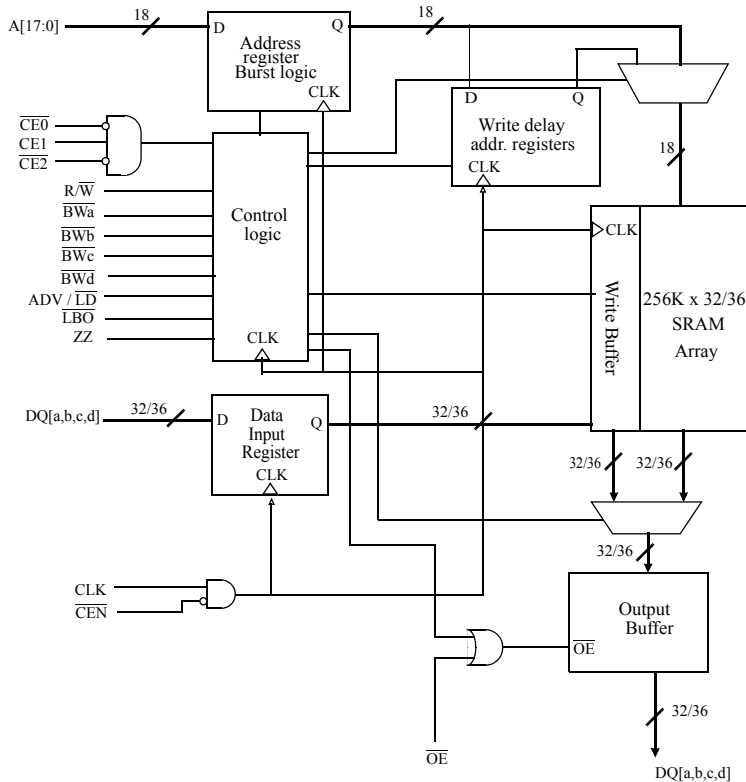 A[17:0]
18
D
Q
18
Address
register
Burst logic
CLK
D
Q
Write delay
addr. registers
CLK
18
CE0
CE1
CE2
R/W
BWa
BWb
BWc
BWd
ADV / LD
LBO
ZZ
Control
logic
CLK
CLK
Write Buffer
256K x 32/36
SRAM
Array
DQ[a,b,c,d]
32/36
D
Q
Data
Input
Register
CLK
32/36
32/36
32/36
CLK
CEN
32/36
Output
Buffer
OE
OE
32/36
DQ[a,b,c,d]